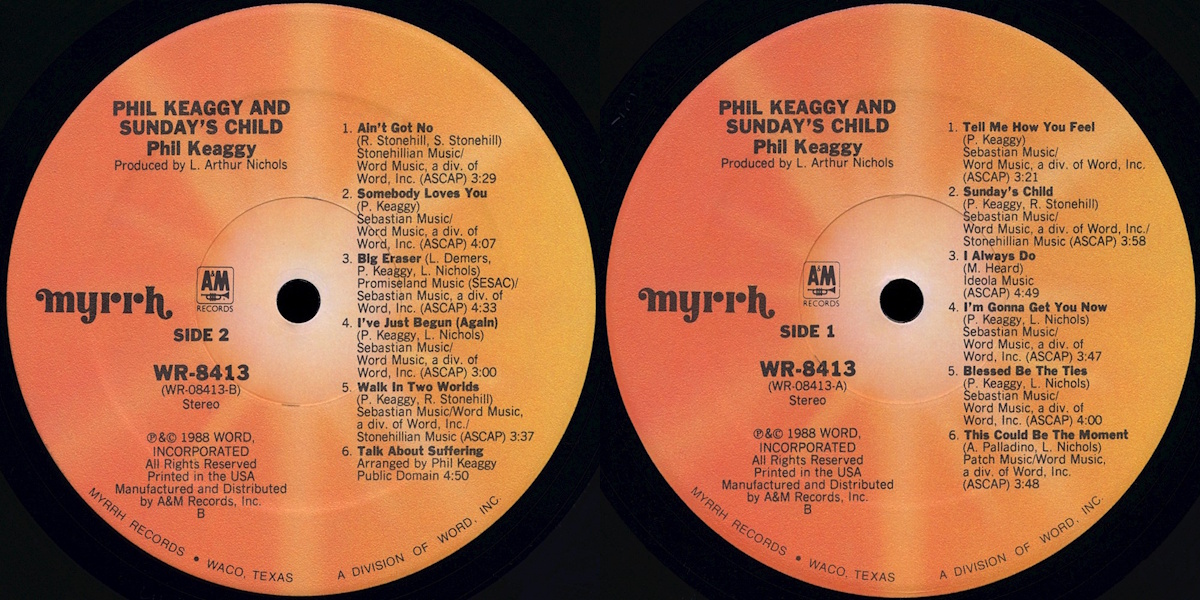 PHIL KEAGGY AND
SUNDAY'S CHILD
Phil Keaggy
Produced by L. Arthur Nichols
1. Ain't Got No
(R. Stonehill, S. Stonehill)
Stonehillian Music/
Word Music, a div. of
Word, Inc. (ASCAP) 3:29
2. Somebody Loves You
(P. Keaggy)
Sebastian Music/
Word Music, a div. of
Word, Inc. (ASCAP) 4:07
3. Big Eraser (L. Demers,
P. Keaggy, L. Nichols)
Promiseland Music (SESAC)/
Sebastian Music, a div. of
Word, Inc. (ASCAP) 4:33
4. I've Just Begun (Again)
(P. Keaggy, L. Nichols)
Sebastian Music/
Word Music, a div. of
Word, Inc. (ASCAP) 3:00
5. Walk In Two Worlds
(P. Keaggy, R. Stonehill)
Sebastian Music/Word Music,
a div. of Word, Inc./
Stonehillian Music (ASCAP) 3:37
6. Talk About Suffering
Arranged by Phil Keaggy
Public Domain 4:50
A&M
RECORDS
myrrh
SIDE 2
WR-8413
(WR-08413-B)
Stereo
℗&© 1988 WORD,
INCORPORATED
All Rights Reserved
Printed in the USA
Manufactured and Distributed
by A&M Records, Inc.
B
MYRRH RECORDS • WACO, TEXAS A DIVISION OF WORD, INC.
PHIL KEAGGY AND
SUNDAY'S CHILD
Phil Keaggy
Produced by L. Arthur Nichols
1. Tell Me How You Feel
(P. Keaggy)
Sebastian Music/
Word Music, a div. of Word, Inc.
(ASCAP) 3:21
2. Sunday's Child
(P. Keaggy, R. Stonehill)
Sebastian Music/
Word Music, a div. of Word, Inc./
Stonehillian Music (ASCAP) 3:58
3. I Always Do
(M. Heard)
Ideola Music
(ASCAP) 4:49
4. I'm Gonna Get You Now
(P. Keaggy, L. Nichols)
Sebastian Music/
Word Music, a div. of
Word, Inc. (ASCAP) 3:47
5. Blessed Be The Ties
(P. Keaggy, L. Nichols)
Sebastian Music/
Word Music, a div. of
Word, Inc. (ASCAP) 4:00
6. This Could Be The Moment
(A. Palladino, L. Nichols)
Patch Music/Word Music,
a div. of Word, Inc.
(ASCAP) 3:48
A&M
RECORDS
myrrh
SIDE 1
WR-8413
(WR-08413-A)
Stereo
℗&© 1988 WORD,
INCORPORATED
All Rights Reserved
Printed in the USA
Manufactured and Distributed
by A&M Records, Inc.
B
MYRRH RECORDS • WACO, TEXAS A DIVISION OF WORD, INC.